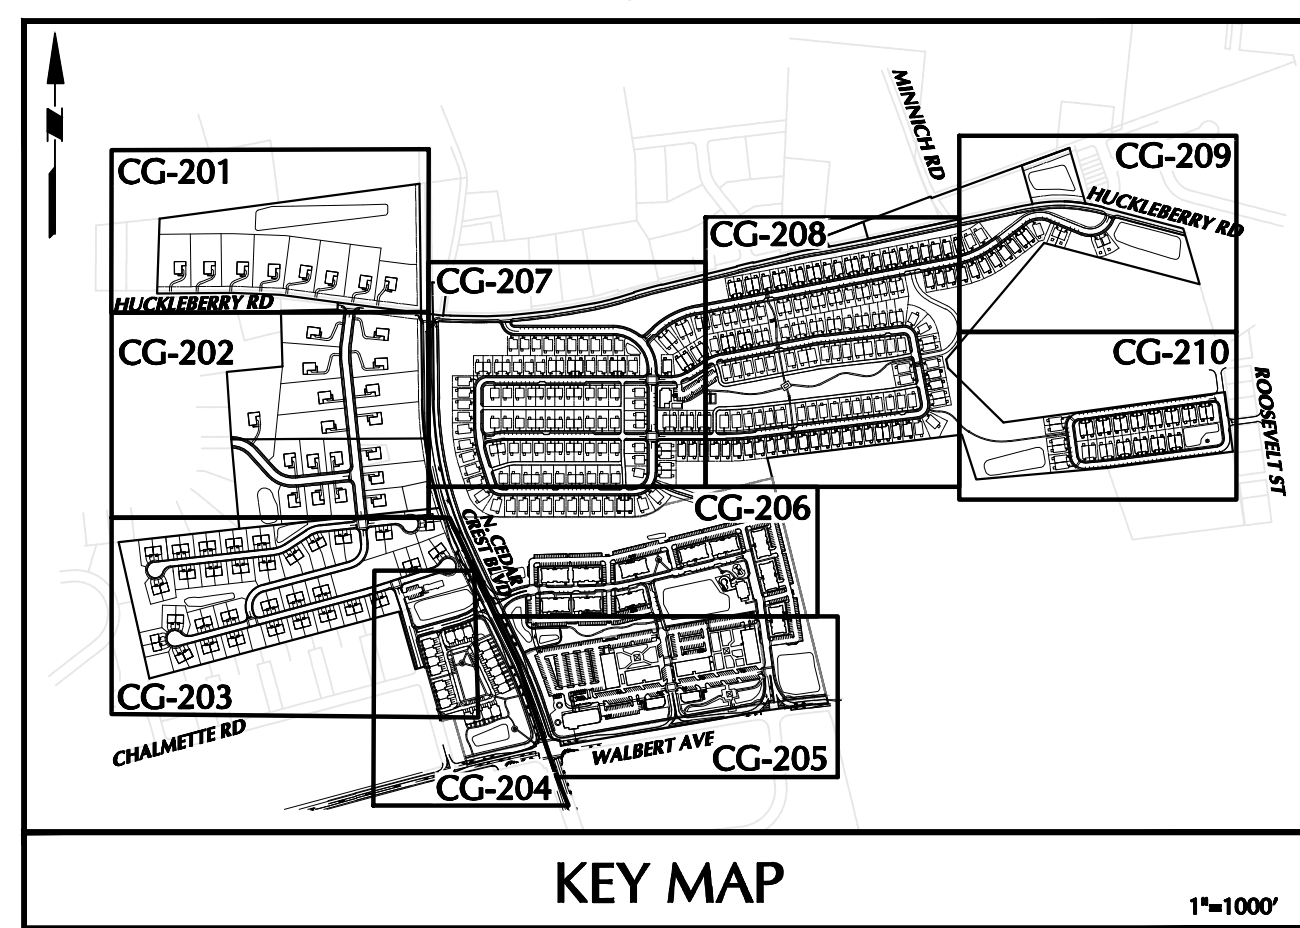 MINNICH RD
CG-201
CG-209
HUCKLEBERRY RD
CG-208
CG-207
HUCKLEBERRY RD
CG-202
CG-210
ROOSEVELT ST
CG-206
N. CEDAR
CREST BLVD
CG-203
CHALMETTE RD
WALBERT AVE
CG-205
CG-204
KEY MAP
1"=1000'